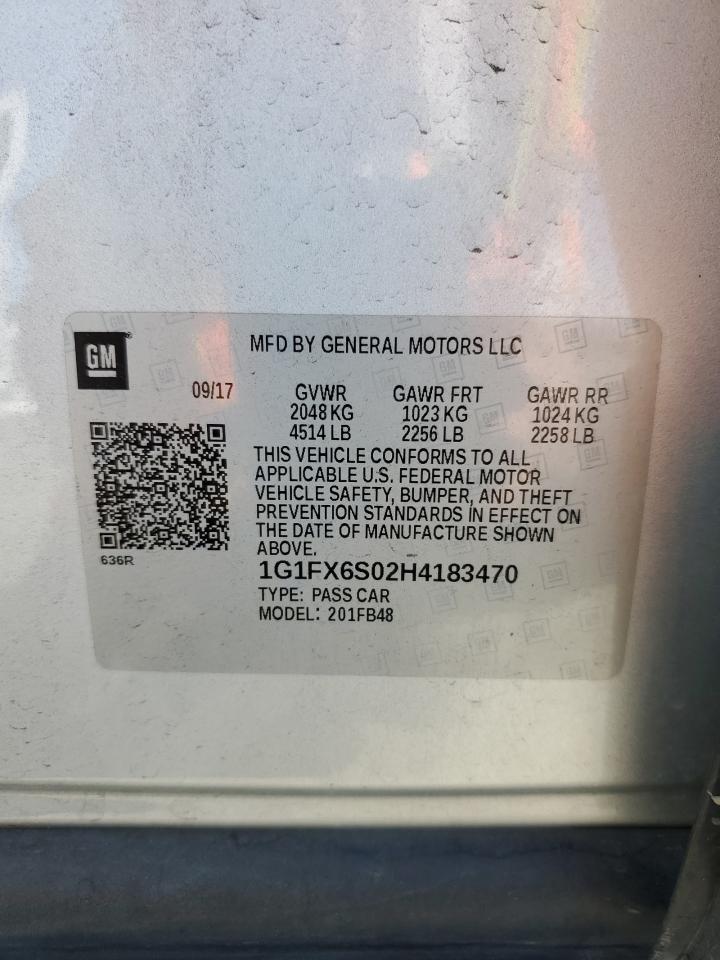 GM
MFD BY GENERAL MOTORS LLC
09/17
GVWR GAWR FRT GAWR RR
2048 KG 1023 KG 1024 KG
4514 LB 2256 LB 2258 LB
THIS VEHICLE CONFORMS TO ALL
APPLICABLE U.S. FEDERAL MOTOR
VEHICLE SAFETY, BUMPER, AND THEFT
PREVENTION STANDARDS IN EFFECT ON
THE DATE OF MANUFACTURE SHOWN
ABOVE.
636R
1G1FX6S02H4183470
TYPE: PASS CAR
MODEL: 201FB48